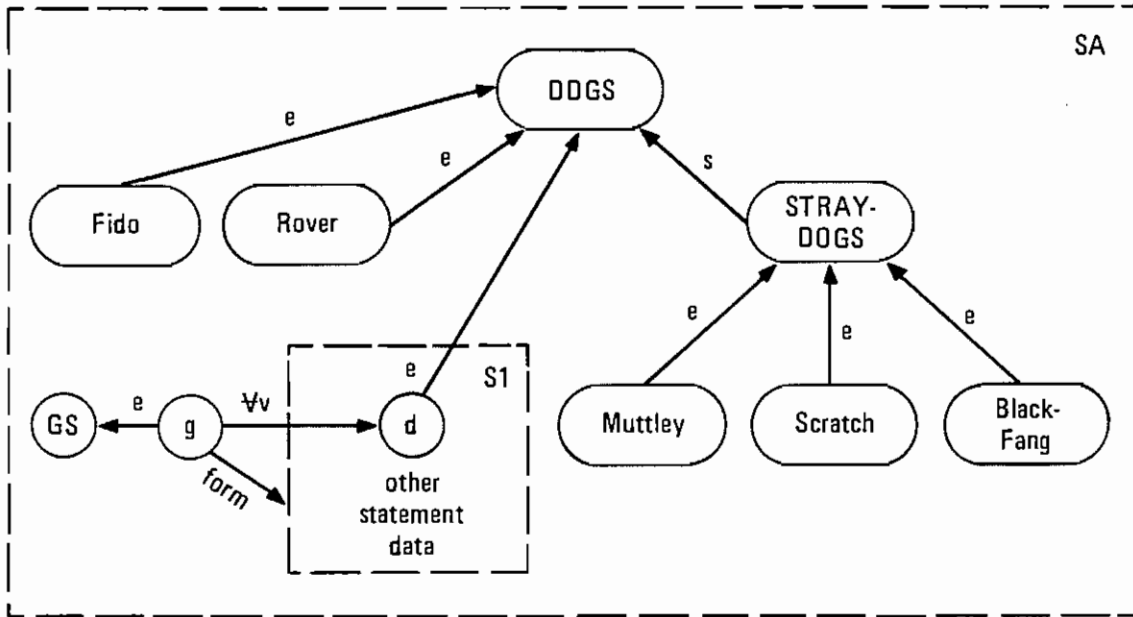 SA
DOGS
e
e
s
Fido
Rover
STRAY-
DOGS
e
e
e
e
S1
GS
e
g
∀v
d
form
other
statement
data
Muttley
Scratch
Black-
Fang